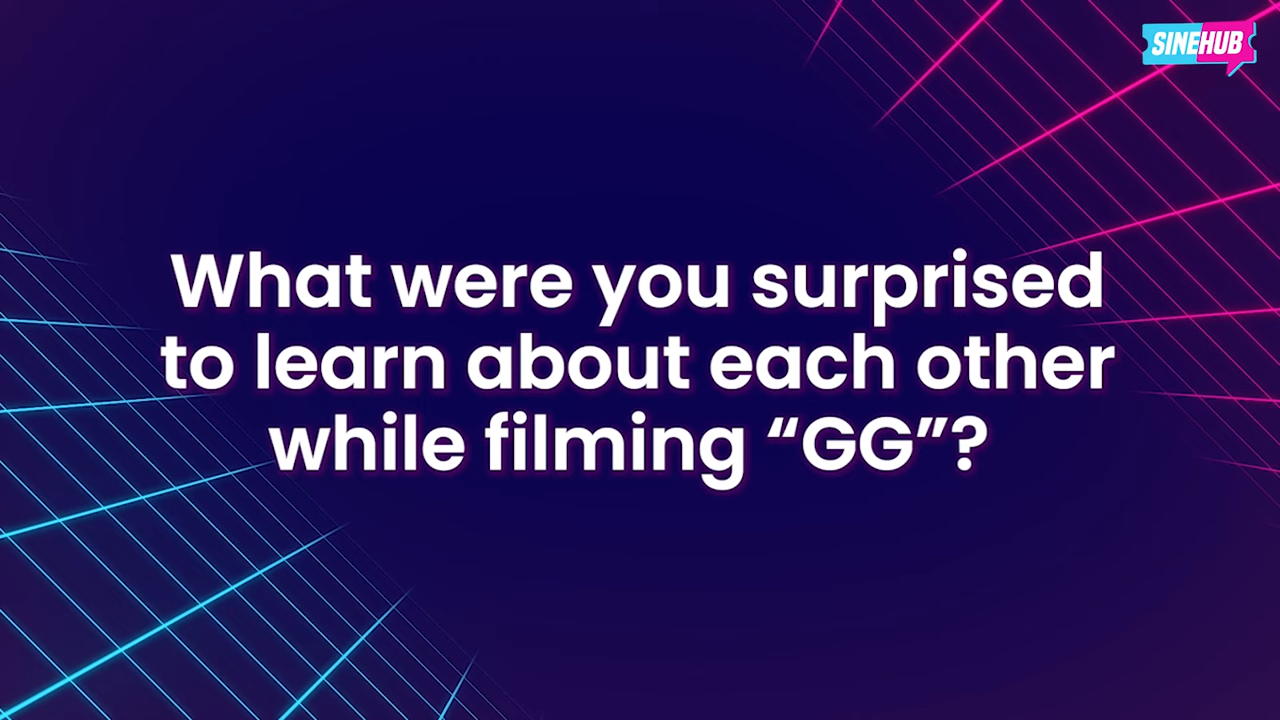 SINEHUB
What were you surprised
to learn about each other
while filming “GG”?